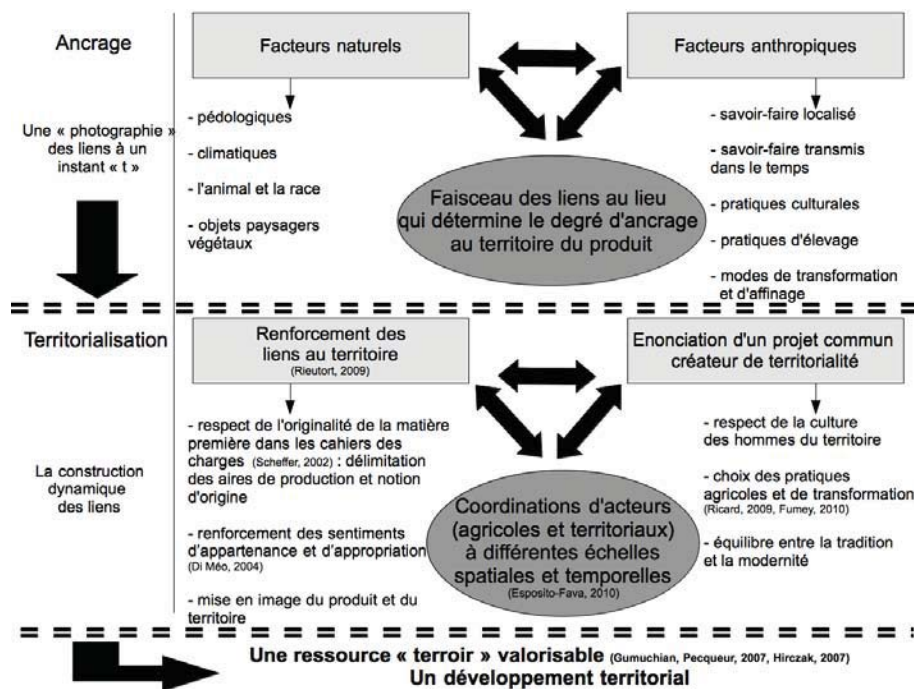 Ancrage
Facteurs naturels
Facteurs anthropiques
Une « photographie »
des liens à un
instant « t »
- pédologiques
- climatiques
- l'animal et la race
- objets paysagers
végétaux
Faisceau des liens au lieu
qui détermine le degré d'ancrage
au territoire du produit
- savoir-faire localisé
- savoir-faire transmis
dans le temps
- pratiques culturales
- pratiques d'élevage
- modes de transformation
et d'affinage
Territorialisation
Renforcement des
liens au territoire
(Rieutort, 2009)
Enonciation d'un projet commun
créateur de territorialité
La construction
dynamique
des liens
- respect de l'originalité de la matière
première dans les cahiers des
charges (Scheffer, 2002) : délimitation
des aires de production et notion
d'origine
- renforcement des sentiments
d'appartenance et d'appropriation
(Di Méo, 2004)
- mise en image du produit et du
territoire
Coordinations d'acteurs
(agricoles et territoriaux)
à différentes échelles
spatiales et temporelles
(Esposito-Fava, 2010)
- respect de la culture
des hommes du territoire
- choix des pratiques
agricoles et de transformation
(Ricard, 2009, Fumey, 2010)
- équilibre entre la tradition
et la modernité
Une ressource « terroir » valorisable (Gumuchian, Pecqueur, 2007, Hirczak, 2007)
Un développement territorial